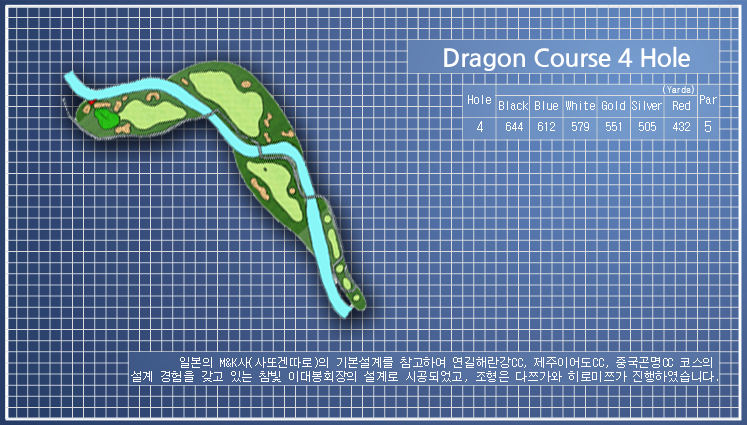 Dragon Course 4 Hole
(Yards)
Hole Black Blue White Gold Silver Red Par
4 644 612 579 551 505 432 5
일본의 M&K사(사또겐따로)의 기본설계를 참고하여 연길해란강CC, 제주이어도CC, 중국곤명CC 코스의
설계 경험을 갖고 있는 참빛 이대봉회장의 설계로 시공되었고, 조형은 다쯔가와 히로미쯔가 진행하였습니다.